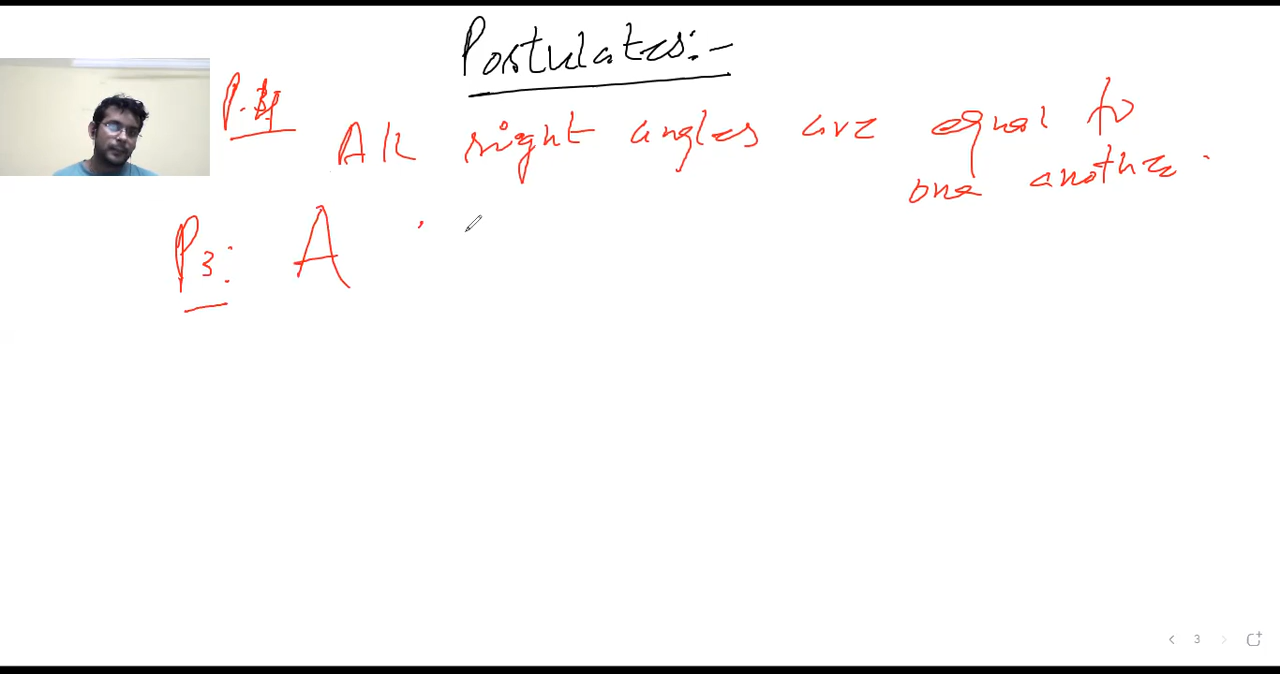 Postulates:-
P-4
All right angles are equal to
one another.
P3: A
3